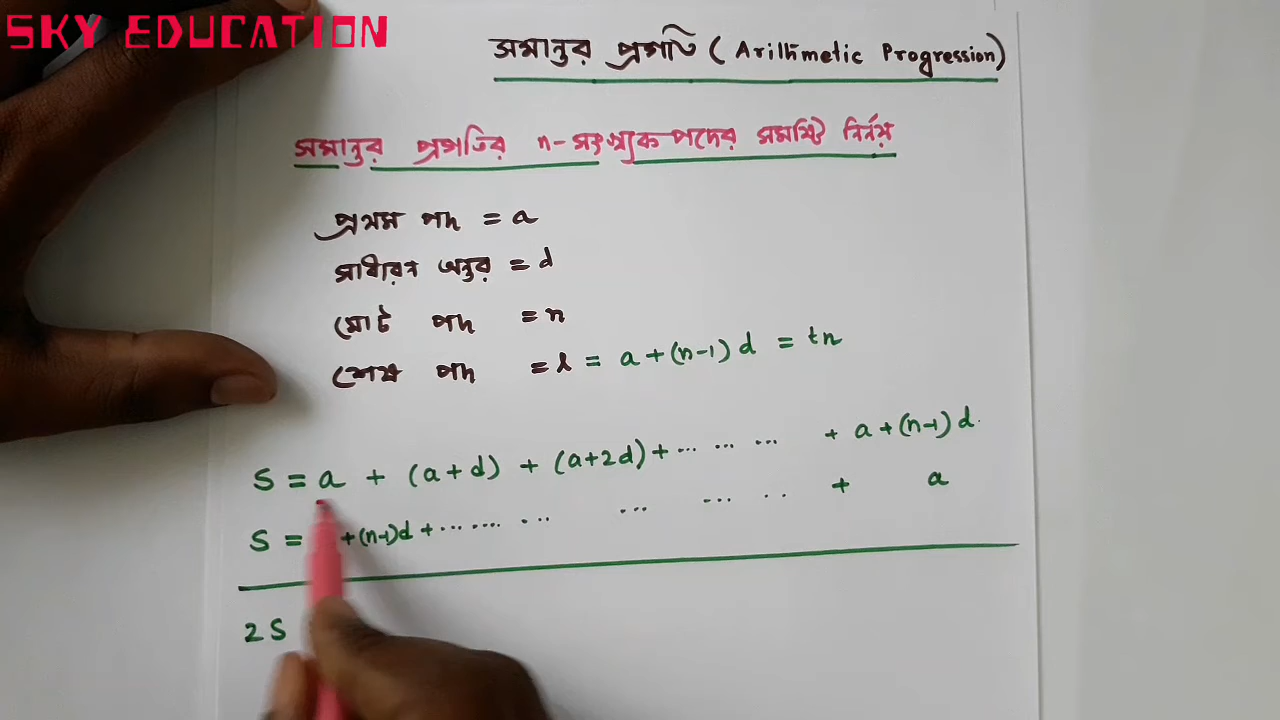 SKY EDUCATION
সমান্তর প্রগতি (Arithmetic Progression)
সমান্তর প্রগতির n-সংখ্যক পদের সমষ্টি নির্ণয়
প্রথম পদ = a
সাধারণ অন্তর = d
মোট পদ = n
শেষ পদ = l = a + (n-1) d = tn
S = a + (a+d) + (a+2d) + ... ... ... + a + (n-1) d.
S = +(n-1)d + ... ... ... ... ... .. + a
2S